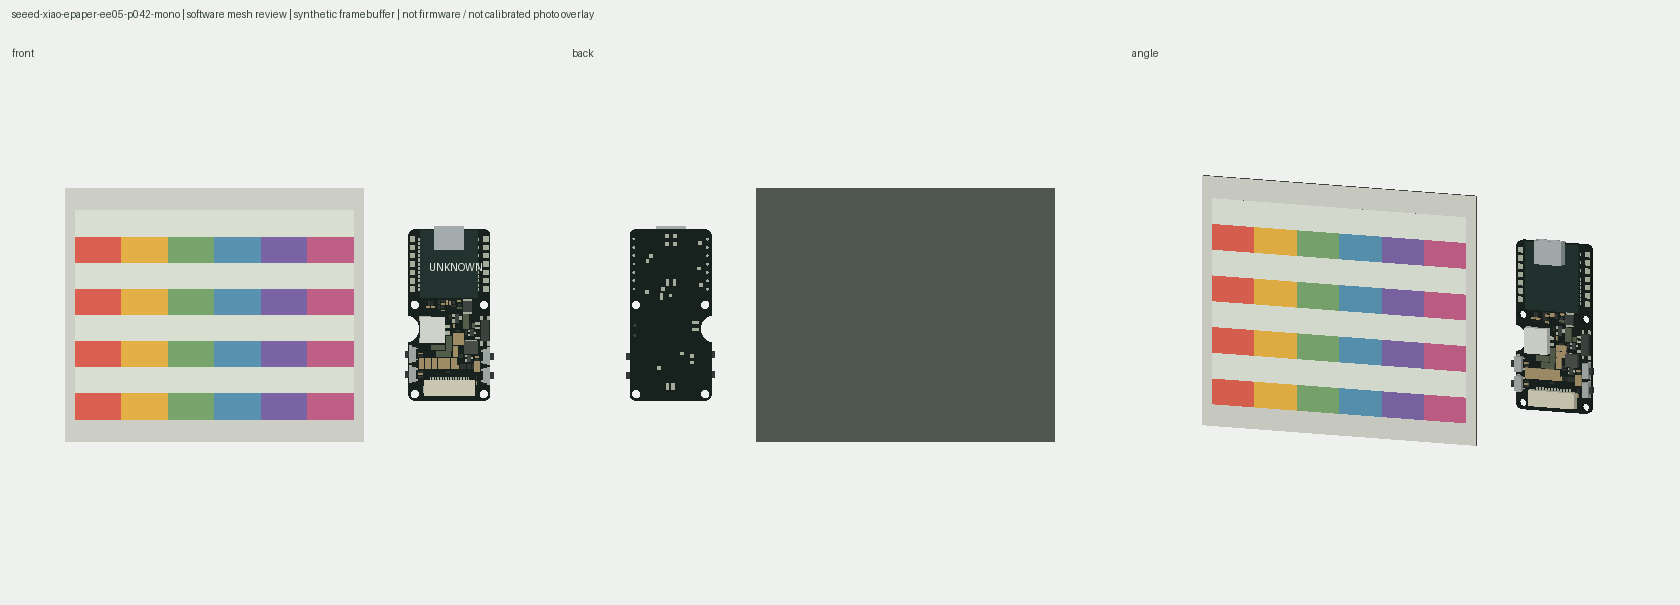 seeed-xiao-epaper-ee05-p042-mono | software mesh review | synthetic framebuffer | not firmware / not calibrated photo overlay
front
back
angle
UNKNOWN